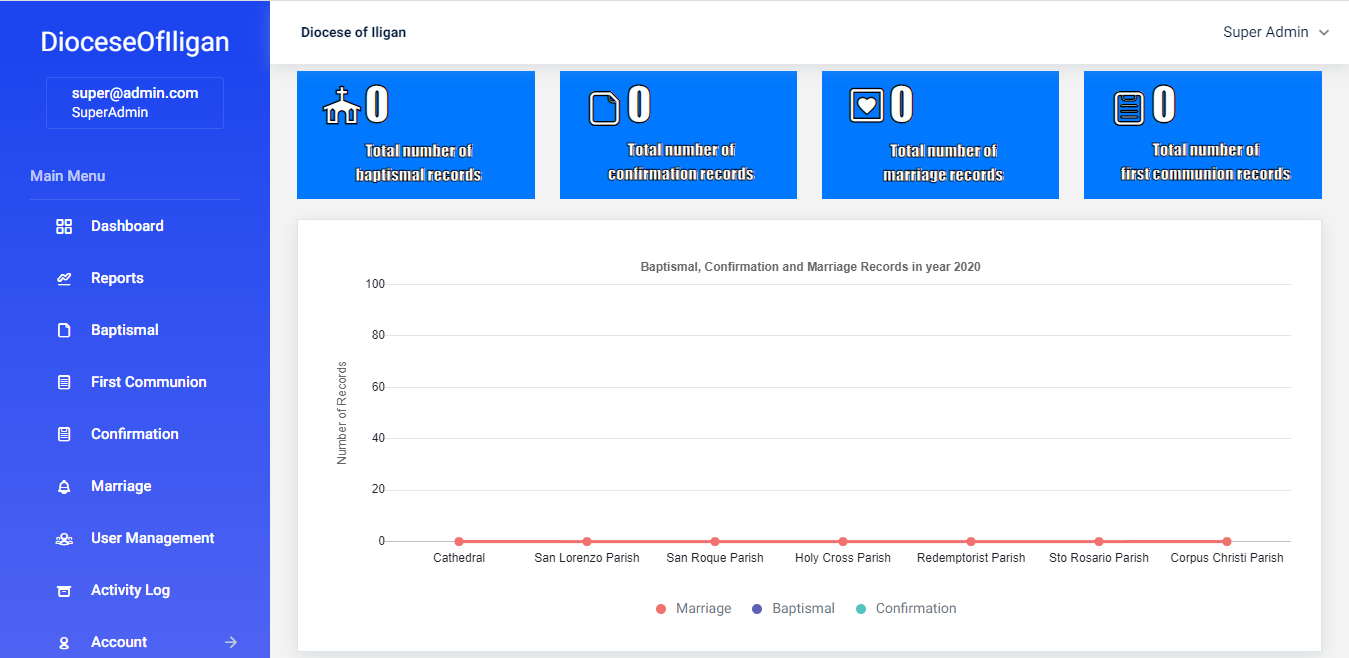 DioceseOfIligan
super@admin.com
SuperAdmin
Main Menu
Dashboard
Reports
Baptismal
First Communion
Confirmation
Marriage
User Management
Activity Log
Account
Diocese of Iligan
Super Admin
0
Total number of
baptismal records
0
Total number of
confirmation records
0
Total number of
marriage records
0
Total number of
first communion records
Baptismal, Confirmation and Marriage Records in year 2020
Number of Records
100
80
60
40
20
0
Cathedral
San Lorenzo Parish
San Roque Parish
Holy Cross Parish
Redemptorist Parish
Sto Rosario Parish
Corpus Christi Parish
Marriage
Baptismal
Confirmation